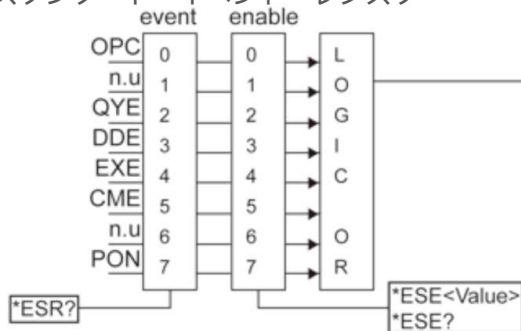 event enable
OPC 0 0 L
n.u 1 1 O
QYE 2 2 G
DDE 3 3 I
EXE 4 4 C
CME 5 5
n.u 6 6 O
PON 7 7 R
*ESR?
*ESE<Value>
*ESE?